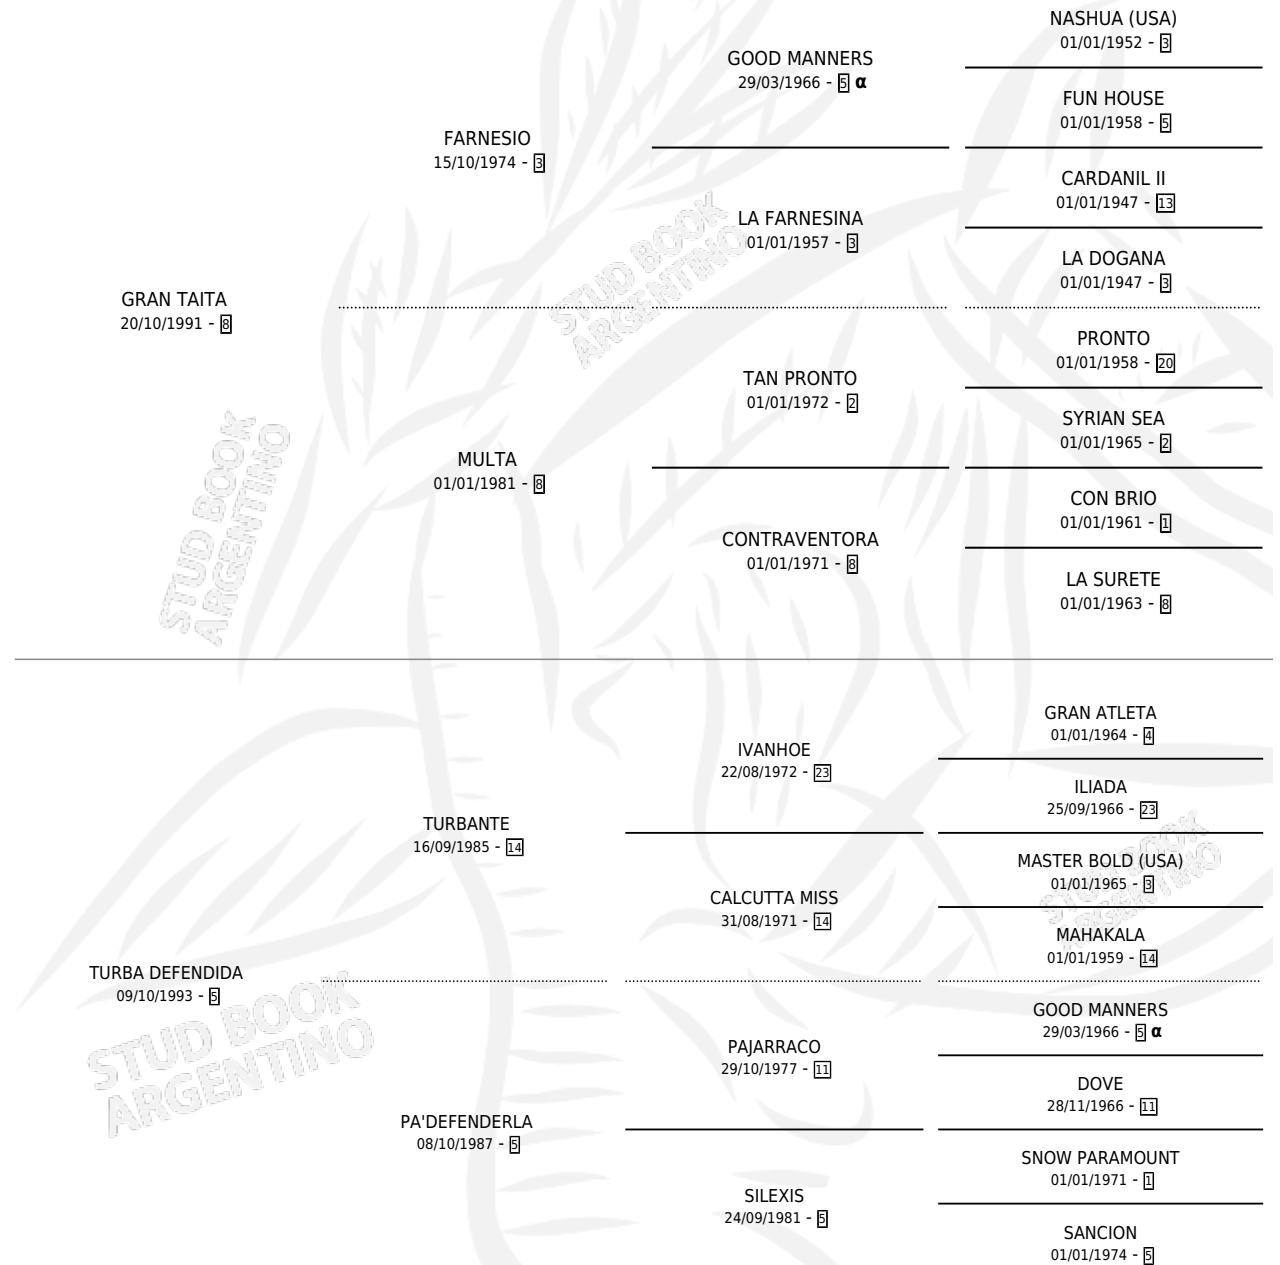 NASHUA (USA)
01/01/1952 - 3
GOOD MANNERS
29/03/1966 - 5 α
FUN HOUSE
01/01/1958 - 5
FARNESIO
15/10/1974 - 3
CARDANIL II
01/01/1947 - 13
LA FARNESINA
01/01/1957 - 3
LA DOGANA
01/01/1947 - 3
GRAN TAITA
20/10/1991 - 8
PRONTO
01/01/1958 - 20
TAN PRONTO
01/01/1972 - 2
SYRIAN SEA
01/01/1965 - 2
MULTA
01/01/1981 - 8
CON BRIO
01/01/1961 - 1
CONTRAVENTORA
01/01/1971 - 8
LA SURETE
01/01/1963 - 8
GRAN ATLETA
01/01/1964 - 4
IVANHOE
22/08/1972 - 23
ILIADA
25/09/1966 - 23
TURBANTE
16/09/1985 - 14
MASTER BOLD (USA)
01/01/1965 - 3
CALCUTTA MISS
31/08/1971 - 14
MAHAKALA
01/01/1959 - 14
TURBA DEFENDIDA
09/10/1993 - 5
GOOD MANNERS
29/03/1966 - 5 α
PAJARRACO
29/10/1977 - 11
DOVE
28/11/1966 - 11
PA'DEFENDERLA
08/10/1987 - 5
SNOW PARAMOUNT
01/01/1971 - 1
SILEXIS
24/09/1981 - 5
SANCION
01/01/1974 - 5
STUD BOOK
ARGENTINO
STUD BOOK
ARGENTINO
STUD BOOK
ARGENTINO
STUD BOOK
ARGENTINO